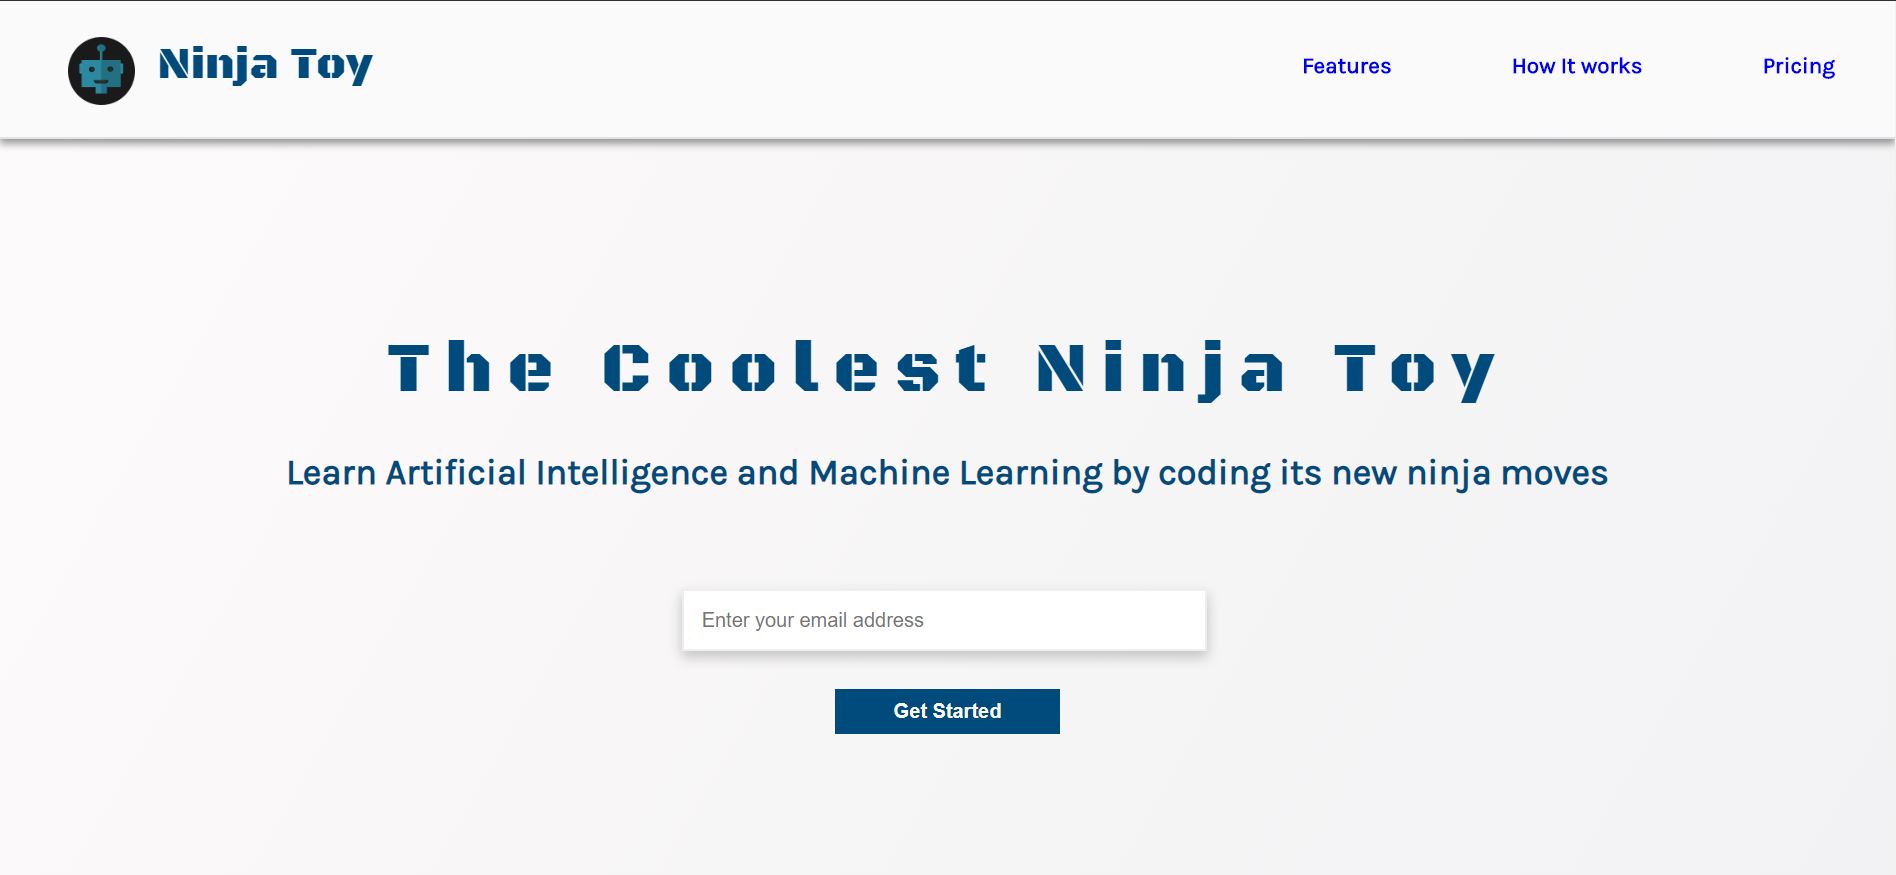 Ninja Toy
Features
How It works
Pricing
The Coolest Ninja Toy
Learn Artificial Intelligence and Machine Learning by coding its new ninja moves
Enter your email address
Get Started